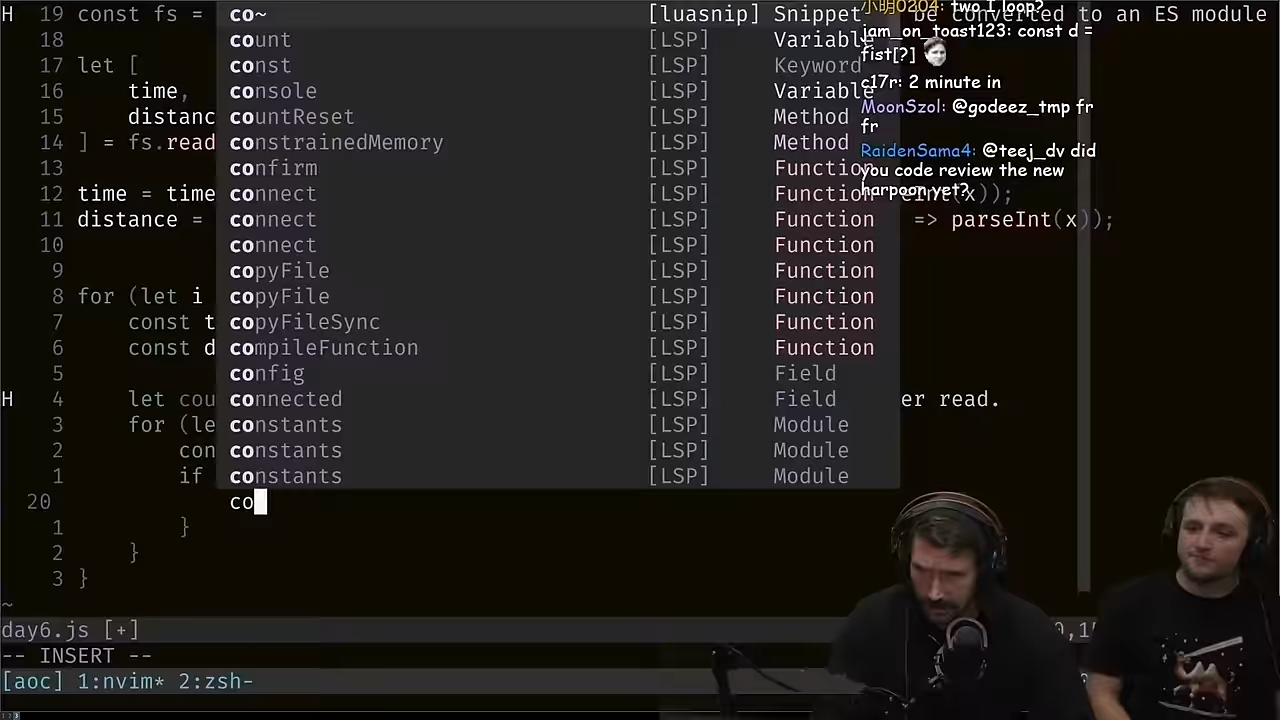 H 19 const fs = co~ [luasnip] Snippet be converted to an ES module
18 count [LSP] Variable
17 let [ const [LSP] Keyword
16 time, console [LSP] Variable
15 distanc countReset [LSP] Method
14 ] = fs.read constrainedMemory [LSP] Method
13 confirm [LSP] Function
12 time = time connect [LSP] Function (x));
11 distance = connect [LSP] Function => parseInt(x));
10 connect [LSP] Function
9 copyFile [LSP] Function
8 for (let i copyFile [LSP] Function
7 const t copyFileSync [LSP] Function
6 const d compileFunction [LSP] Function
5 config [LSP] Field
H 4 let cou connected [LSP] Field er read.
3 for (le constants [LSP] Module
2 con constants [LSP] Module
1 if constants [LSP] Module
20 co
1 }
2 }
3 }
~
day6.js [+]
-- INSERT --
[aoc] 1:nvim* 2:zsh-
小明0204: two I loop?
jam_on_toast123: const d =
fist[?]
c17r: 2 minute in
MoonSzol: @godeez_tmp fr
fr
RaidenSama4: @teej_dv did
you code review the new
harpoon yet?